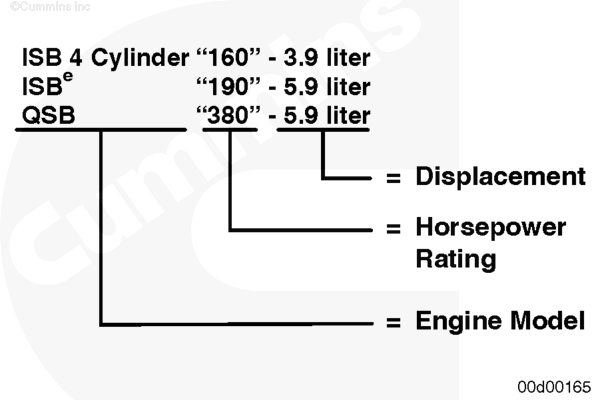 ©Cummins Inc
ISB 4 Cylinder “160” - 3.9 liter
ISBe “190” - 5.9 liter
QSB “380” - 5.9 liter
= Displacement
= Horsepower
Rating
= Engine Model
Cummins
00d00165